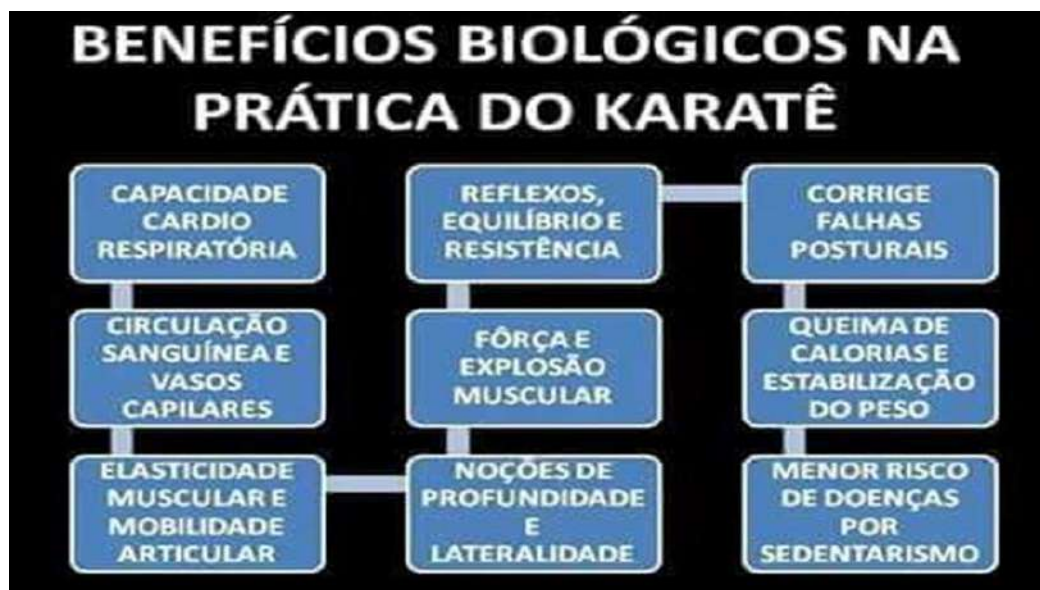 BENEFÍCIOS BIOLÓGICOS NA
PRÁTICA DO KARATÊ
CAPACIDADE
CARDIO
RESPIRATÓRIA
CIRCULAÇÃO
SANGUÍNEA E
VASOS
CAPILARES
ELASTICIDADE
MUSCULAR E
MOBILIDADE
ARTICULAR
NOÇÕES DE
PROFUNDIDADE
E
LATERALIDADE
FÔRÇA E
EXPLOSÃO
MUSCULAR
REFLEXOS,
EQUILÍBRIO E
RESISTÊNCIA
CORRIGE
FALHAS
POSTURAIS
QUEIMA DE
CALORIAS E
ESTABILIZAÇÃO
DO PESO
MENOR RISCO
DE DOENÇAS
POR
SEDENTARISMO